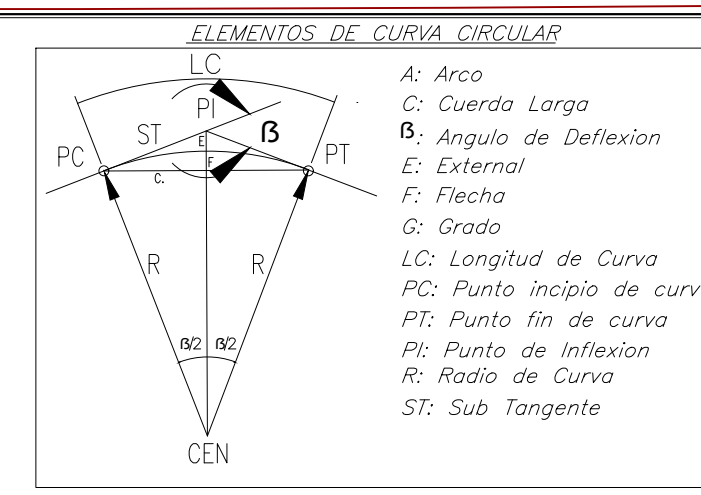 ELEMENTOS DE CURVA CIRCULAR
LC
PI
ST
ß
E
PC
F
PT
C.
R
R
ß/2
ß/2
CEN
A: Arco
C: Cuerda Larga
ß: Angulo de Deflexion
E: External
F: Flecha
G: Grado
LC: Longitud de Curva
PC: Punto incipio de curv
PT: Punto fin de curva
PI: Punto de Inflexion
R: Radio de Curva
ST: Sub Tangente